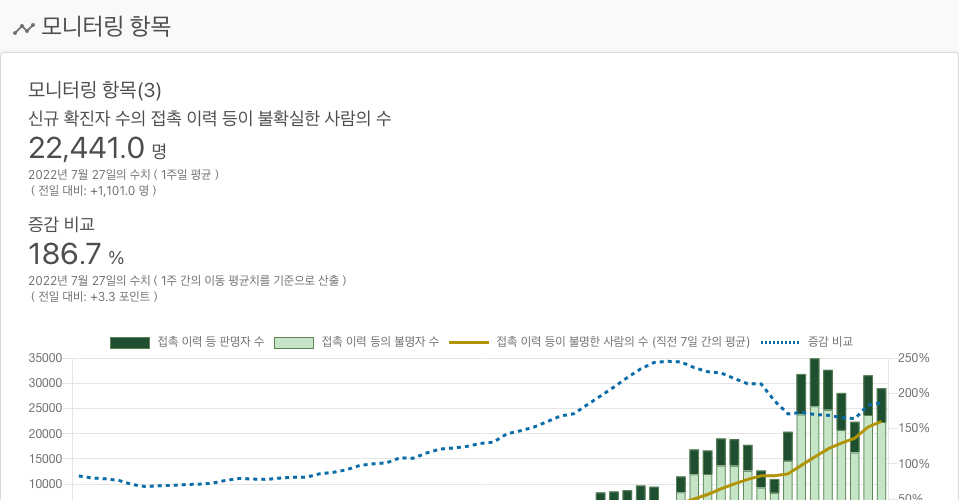 모니터링 항목
모니터링 항목(3)
신규 확진자 수의 접촉 이력 등이 불확실한 사람의 수
22,441.0 명
2022년 7월 27일의 수치 ( 1주일 평균 )
( 전일 대비: +1,101.0 명 )
증감 비교
186.7 %
2022년 7월 27일의 수치 ( 1주 간의 이동 평균치를 기준으로 산출 )
( 전일 대비: +3.3 포인트 )
접촉 이력 등 판명자 수 접촉 이력 등의 불명자 수 접촉 이력 등이 불명한 사람의 수 (직전 7일 간의 평균) 증감 비교
35000 250%
30000
25000 200%
20000 150%
15000
10000 100%
50%